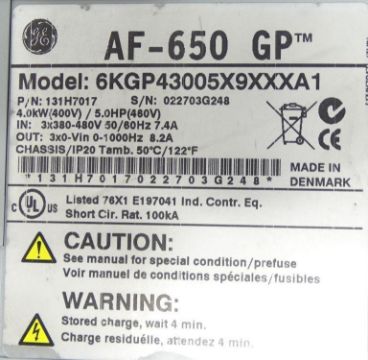 AF-650 GP™
Model: 6KGP43005X9XXXA1
P/N: 131H7017 S/N: 022703G248
4.0kW(400V) / 5.0HP(460V)
IN: 3x380-480V 50/60Hz 7.4A
OUT: 3x0-Vin 0-1000Hz 8.2A
CHASSIS/IP20 Tamb. 50°C/122°F
*131H7017022703G248*
MADE IN
DENMARK
c UL us Listed 76X1 E197041 Ind. Contr. Eq.
Short Cir. Rat. 100kA
CAUTION:
See manual for special condition/prefuse
Voir manuel de conditions spéciales/fusibles
WARNING:
Stored charge, wait 4 min.
Charge residuélle, attendez 4 min.